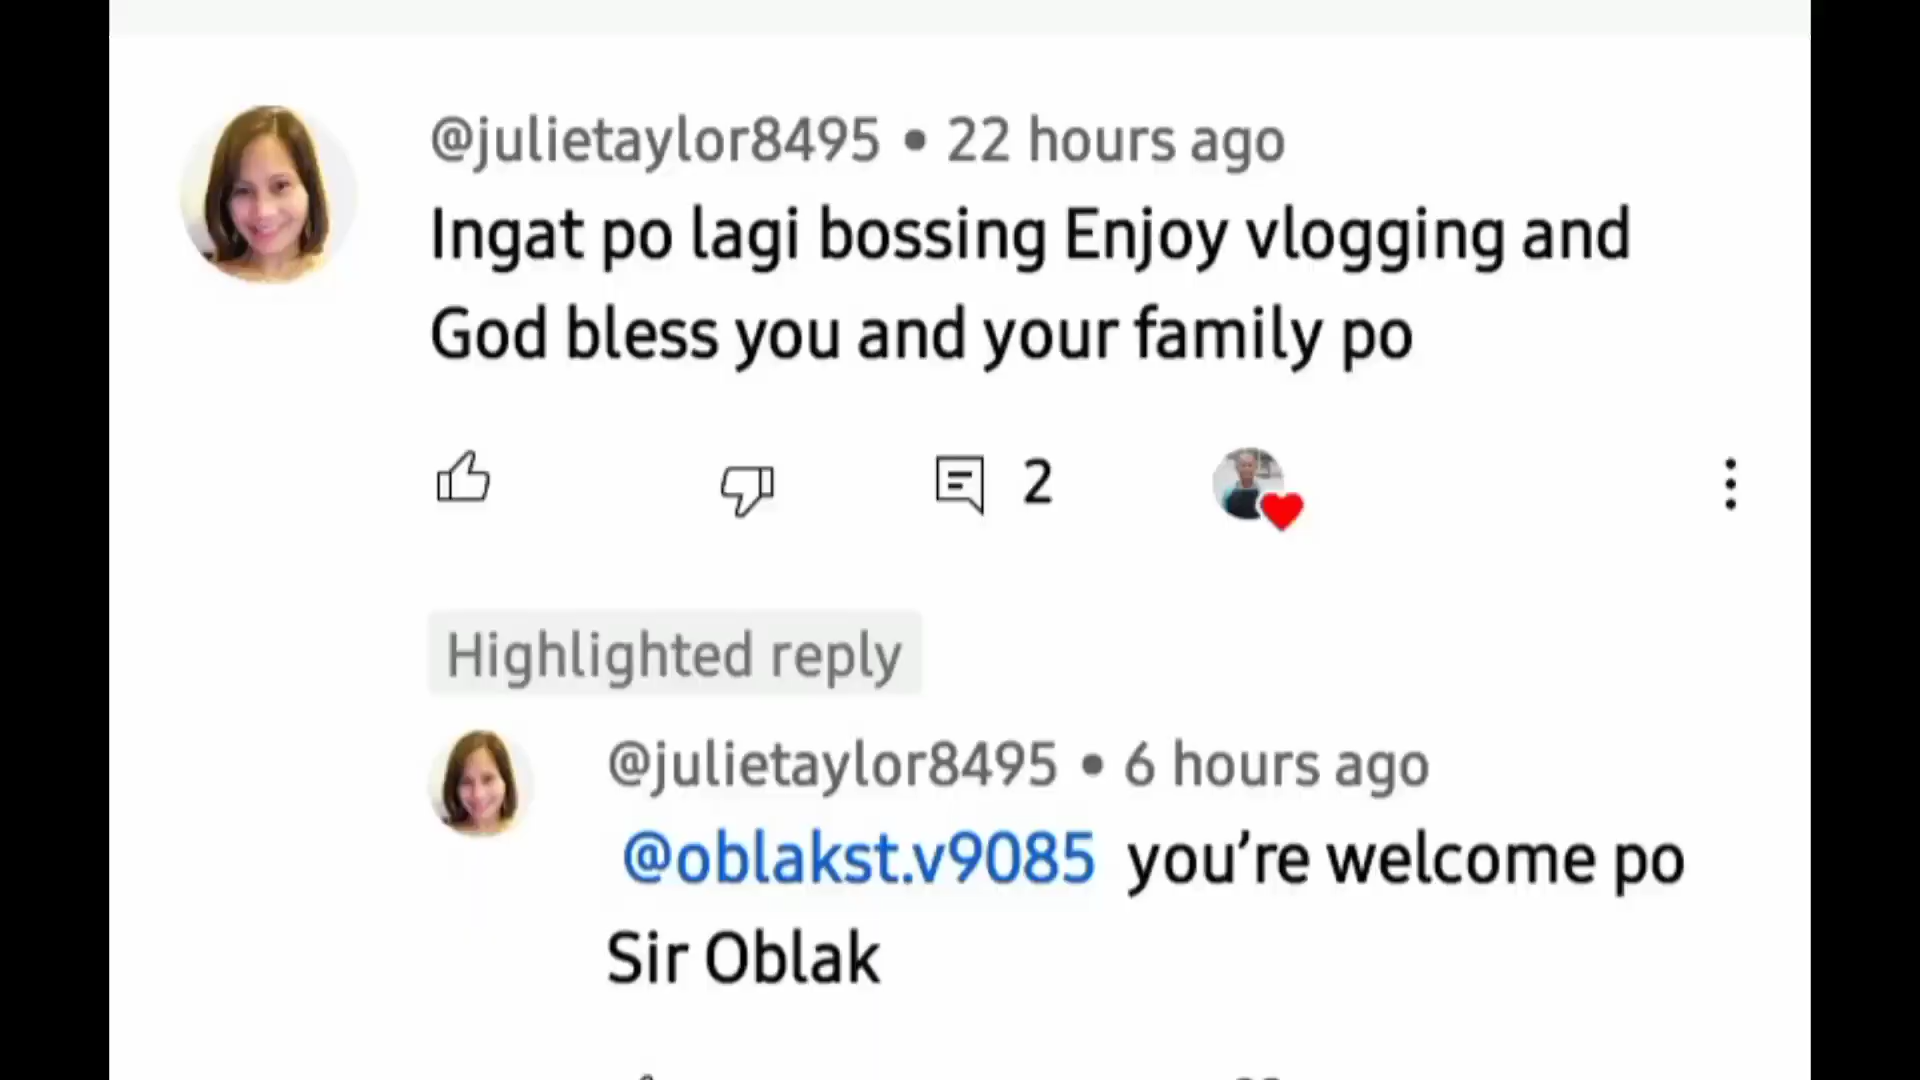 @julietaylor8495 • 22 hours ago
Ingat po lagi bossing Enjoy vlogging and
God bless you and your family po
2
Highlighted reply
@julietaylor8495 • 6 hours ago
@oblakst.v9085 you’re welcome po
Sir Oblak